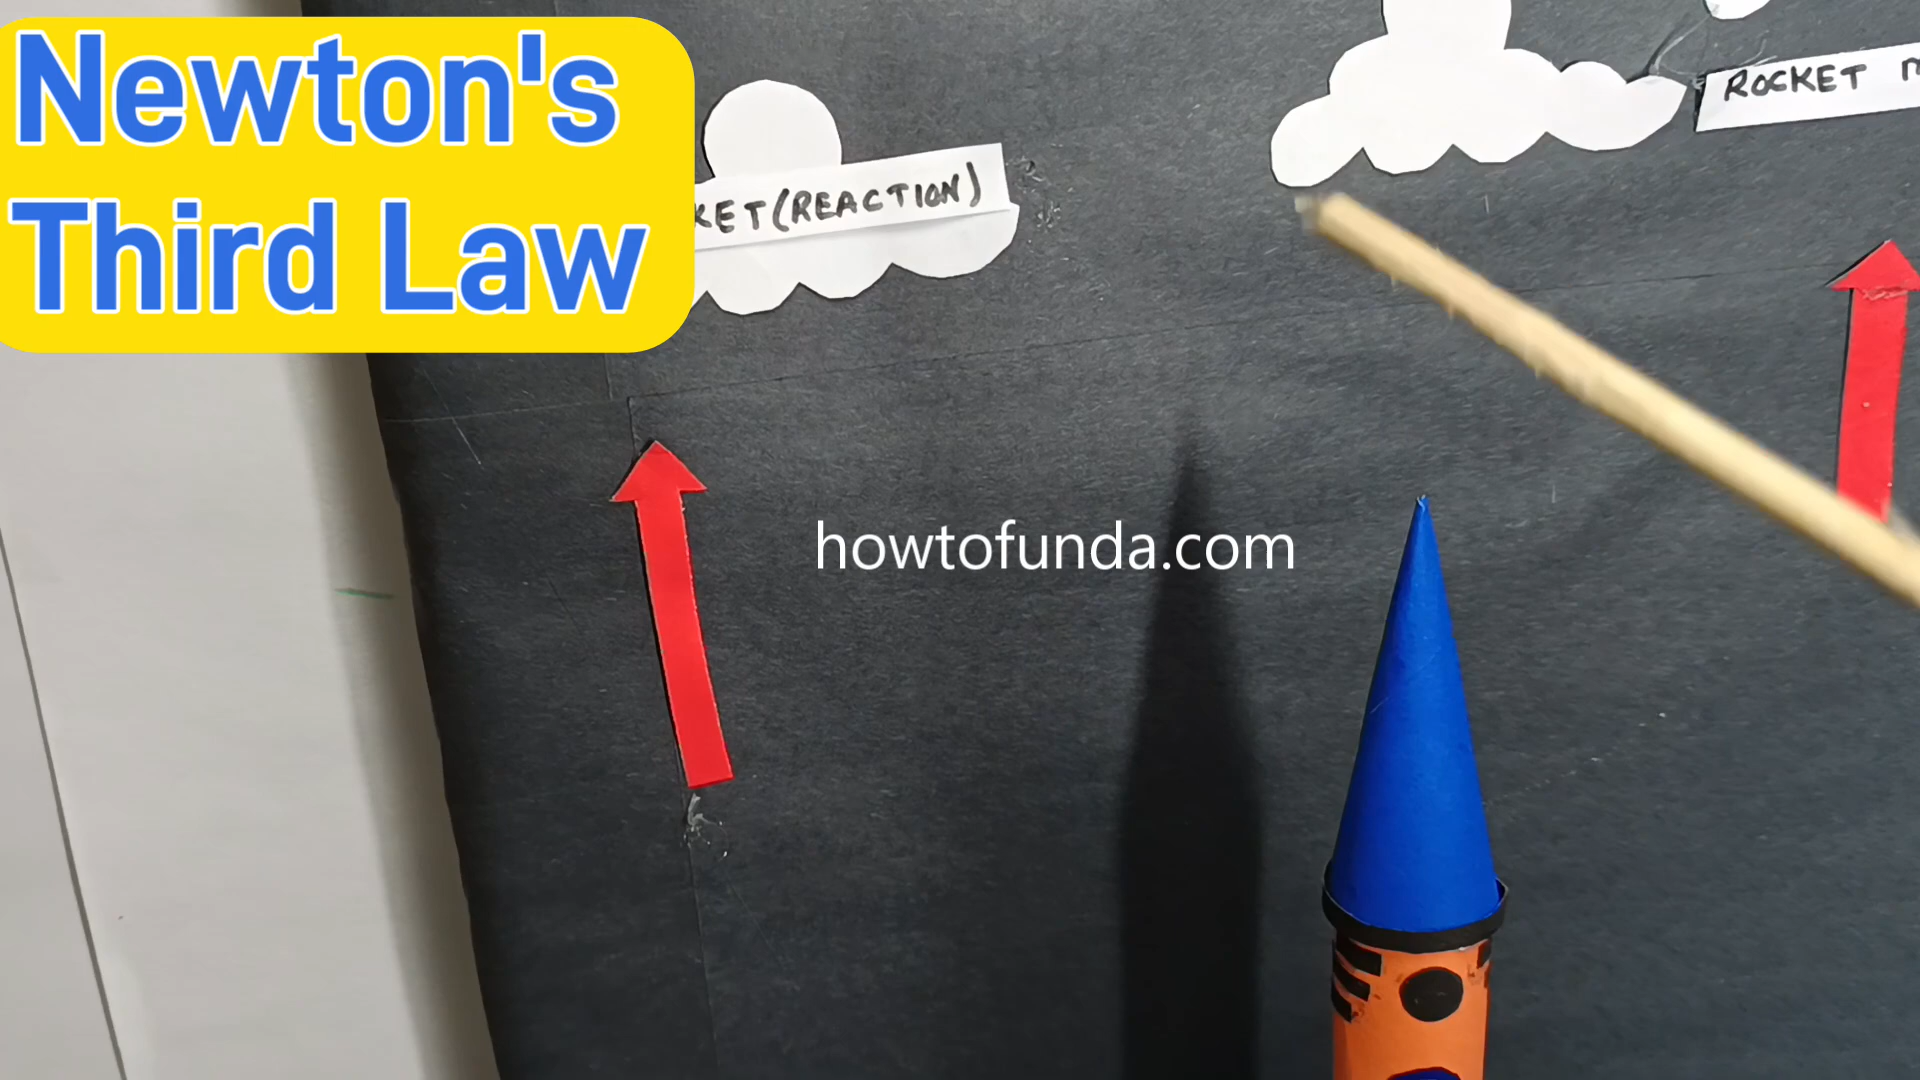 Newton's
Third Law
KET(REACTION)
ROCKET
howtofunda.com